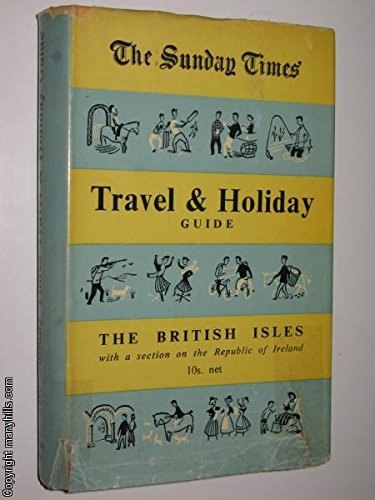 The Sunday Times
Travel & Holiday
GUIDE
THE BRITISH ISLES
with a section on the Republic of Ireland
10s. net
Copyright manyhills.com